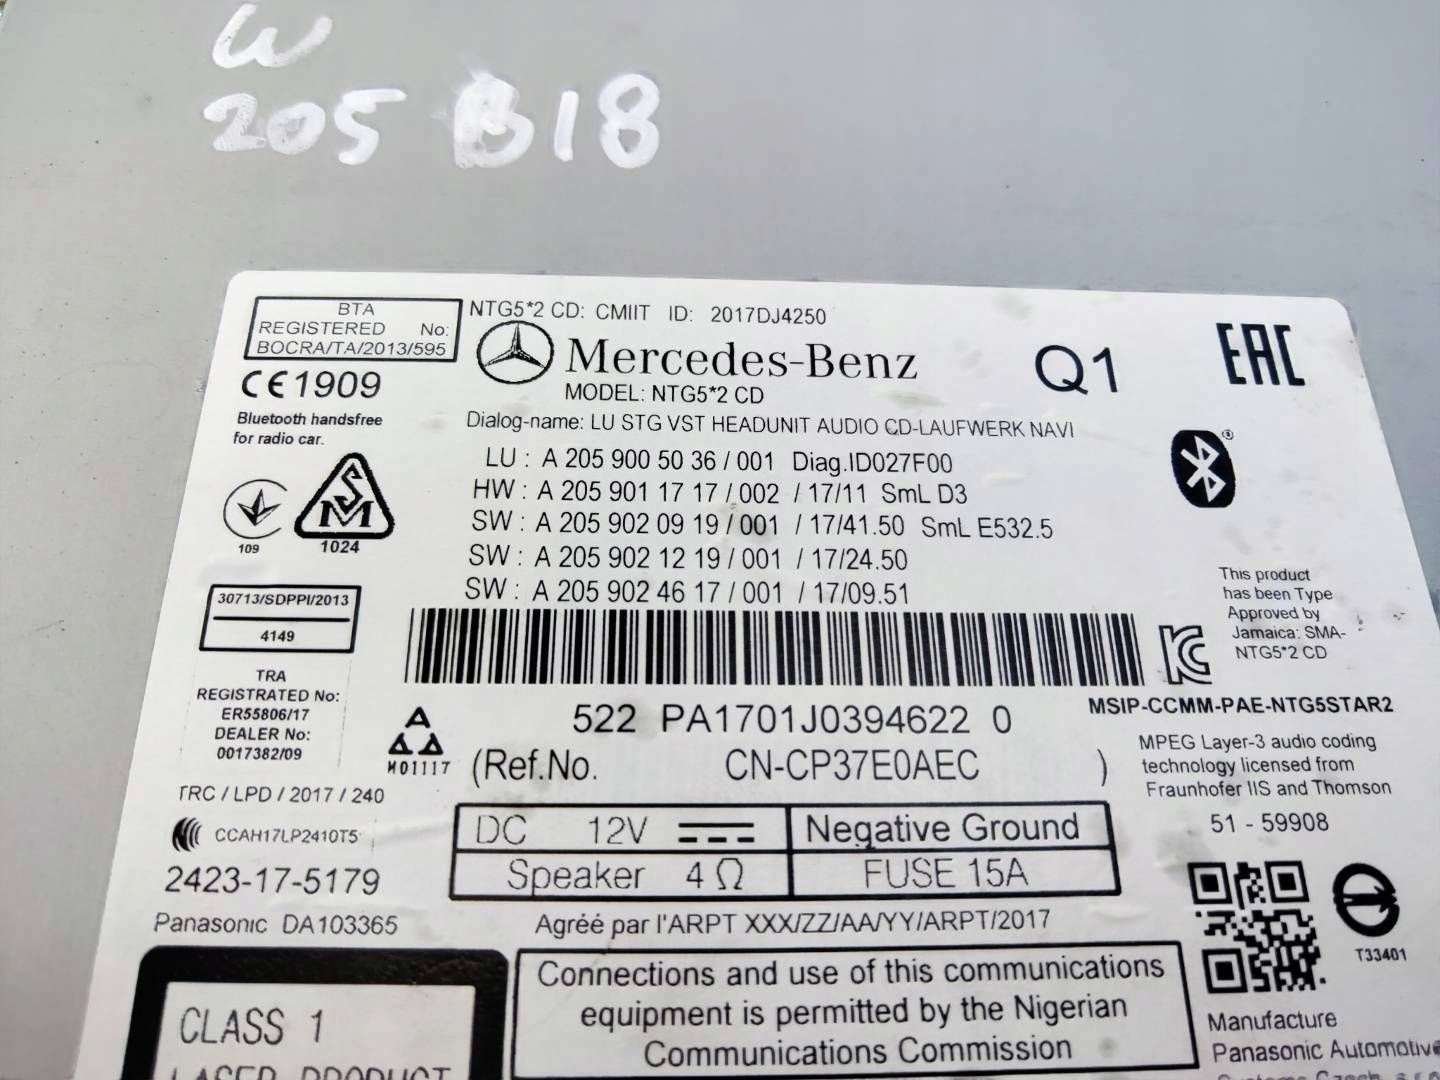 W
205 B18
BTA
REGISTERED No:
BOCRA/TA/2013/595
NTG5*2 CD: CMIIT ID: 2017DJ4250
Mercedes-Benz
MODEL: NTG5*2 CD
Q1
EAC
CE1909
Bluetooth handsfree
for radio car.
Dialog-name: LU STG VST HEADUNIT AUDIO CD-LAUFWERK NAVI
LU : A 205 900 50 36 / 001 Diag.ID027F00
HW : A 205 901 17 17 / 002 / 17/11 SmL D3
SW : A 205 902 09 19 / 001 / 17/41.50 SmL E532.5
SW : A 205 902 12 19 / 001 / 17/24.50
SW : A 205 902 46 17 / 001 / 17/09.51
109
SM
1024
30713/SDPPI/2013
4149
TRA
REGISTRATED No:
ER55806/17
DEALER No:
0017382/09
This product
has been Type
Approved by
Jamaica: SMA-
NTG5*2 CD
MSIP-CCMM-PAE-NTG5STAR2
522 PA1701J0394622 0
M01117
(Ref.No. CN-CP37E0AEC )
MPEG Layer-3 audio coding
technology licensed from
Fraunhofer IIS and Thomson
51 - 59908
TRC / LPD / 2017 / 240
CCAH17LP2410T5
2423-17-5179
Panasonic DA103365
DC 12V Negative Ground
Speaker 4 Ω FUSE 15A
Agréé par l'ARPT XXX/ZZ/AA/YY/ARPT/2017
T33401
Connections and use of this communications
equipment is permitted by the Nigerian
Communications Commission
CLASS 1
LASER PRODUCT
Manufacture
Panasonic Automotive
Systems Czech, s.r.o.